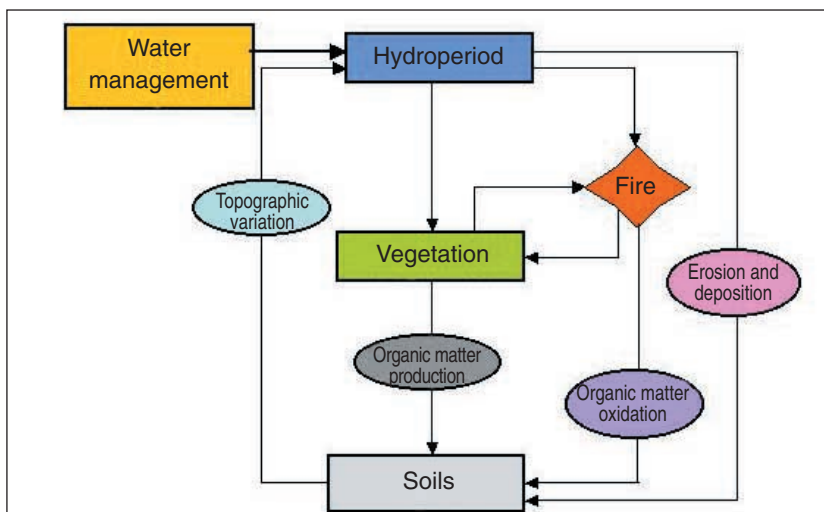 Water
management
Hydroperiod
Fire
Topographic
variation
Vegetation
Erosion and
deposition
Organic matter
production
Organic matter
oxidation
Soils